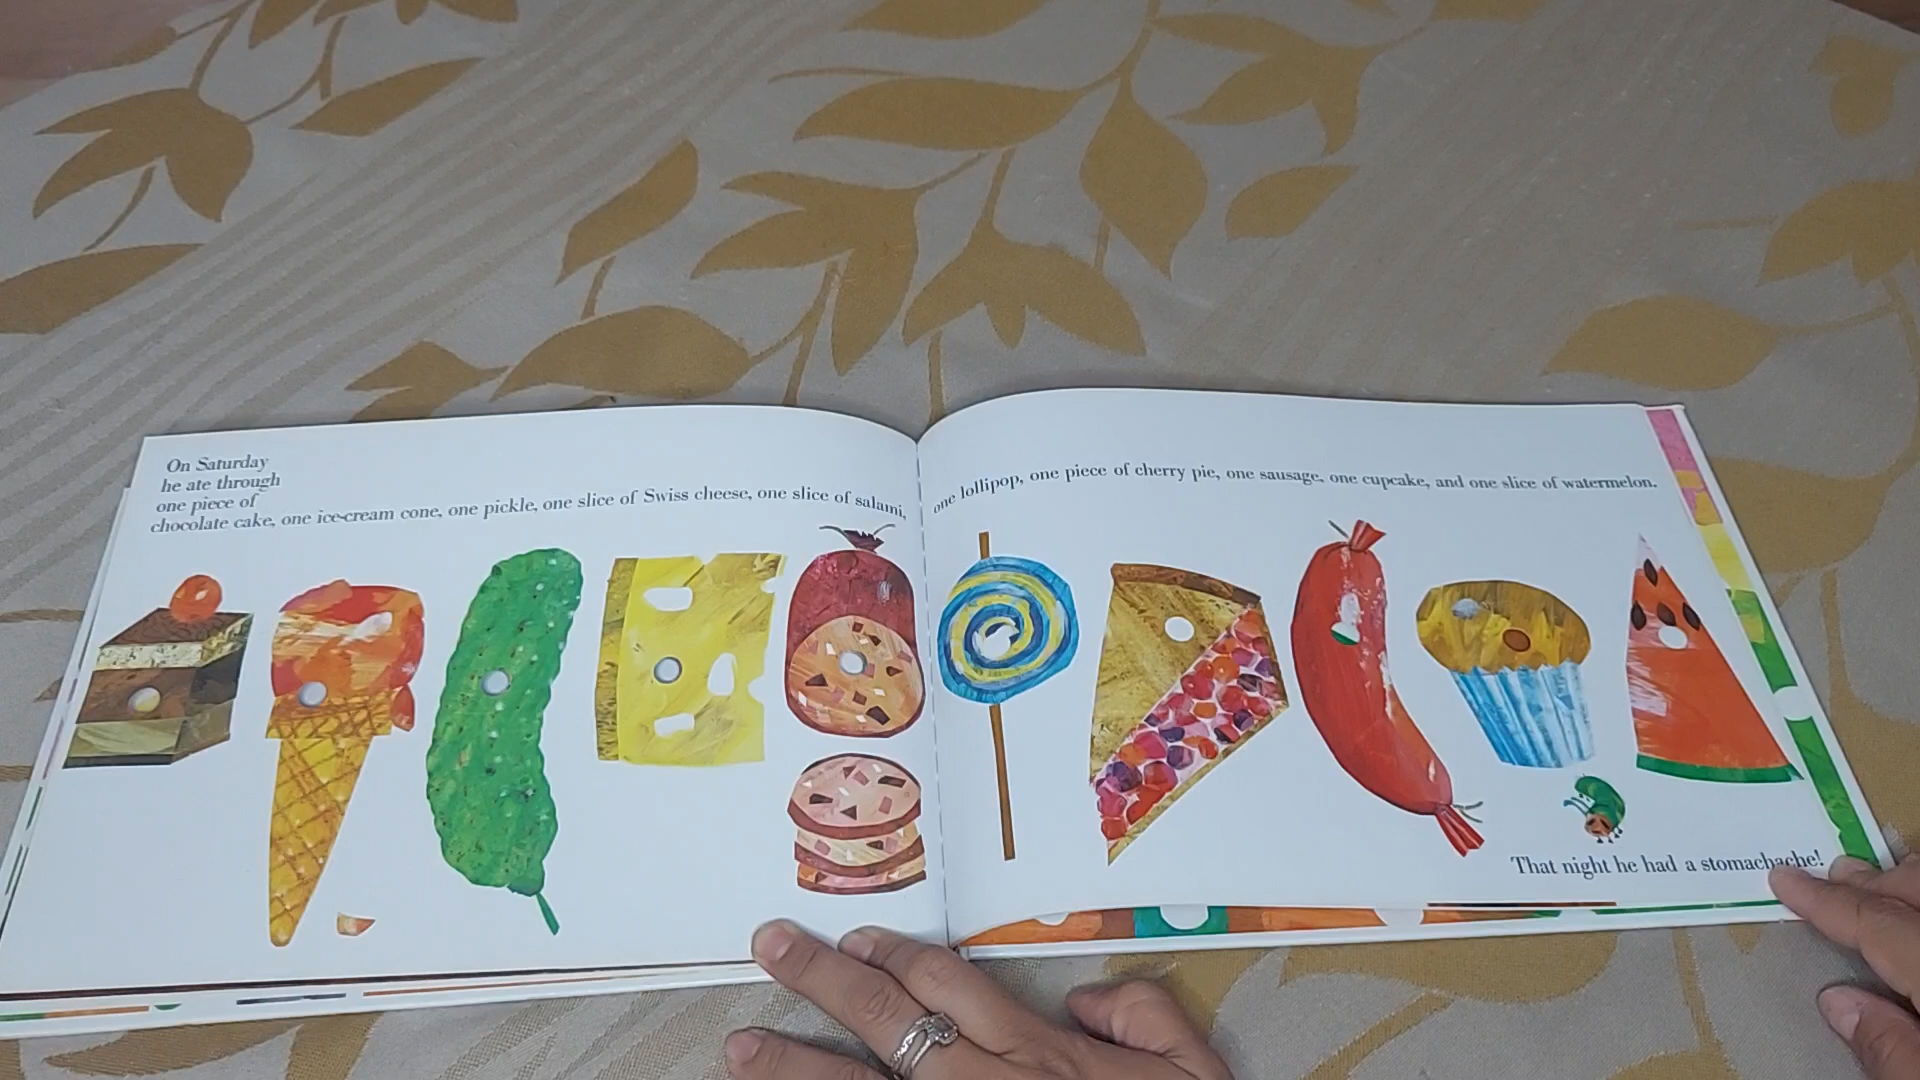 On Saturday
he ate through
one piece of
chocolate cake, one ice-cream cone, one pickle, one slice of Swiss cheese, one slice of salami,
one lollipop, one piece of cherry pie, one sausage, one cupcake, and one slice of watermelon.
That night he had a stomachache!